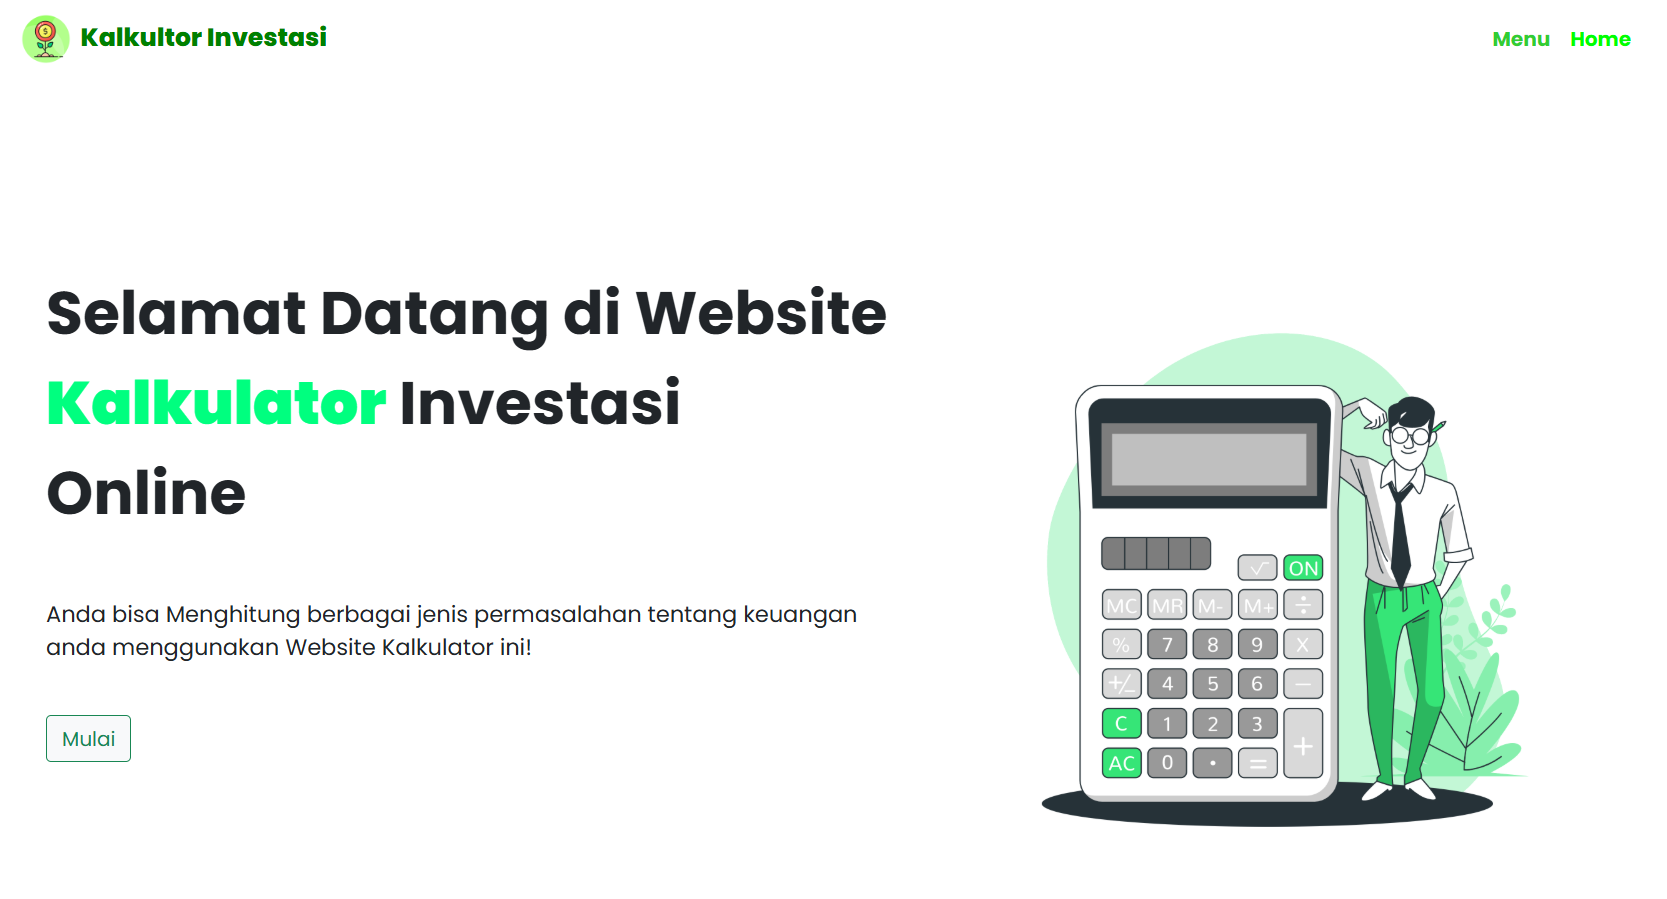 Kalkultor Investasi
Menu Home
Selamat Datang di Website
Kalkulator Investasi
Online
Anda bisa Menghitung berbagai jenis permasalahan tentang keuangan
anda menggunakan Website Kalkulator ini!
Mulai
$
√ ON
MC MR M- M+ ÷
% 7 8 9 X
+/_ 4 5 6 −
C 1 2 3 +
AC 0 . =